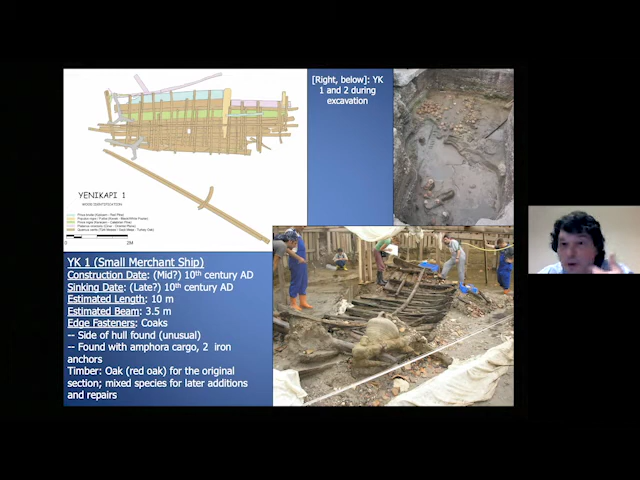 [Right, below]: YK
1 and 2 during
excavation
YENIKAPI 1
WOOD IDENTIFICATION
2M
YK 1 (Small Merchant Ship)
Construction Date: (Mid?) 10th century AD
Sinking Date: (Late?) 10th century AD
Estimated Length: 10 m
Estimated Beam: 3.5 m
Edge Fasteners: Coaks
-- Side of hull found (unusual)
-- Found with amphora cargo, 2 iron
anchors
Timber: Oak (red oak) for the original
section; mixed species for later additions
and repairs